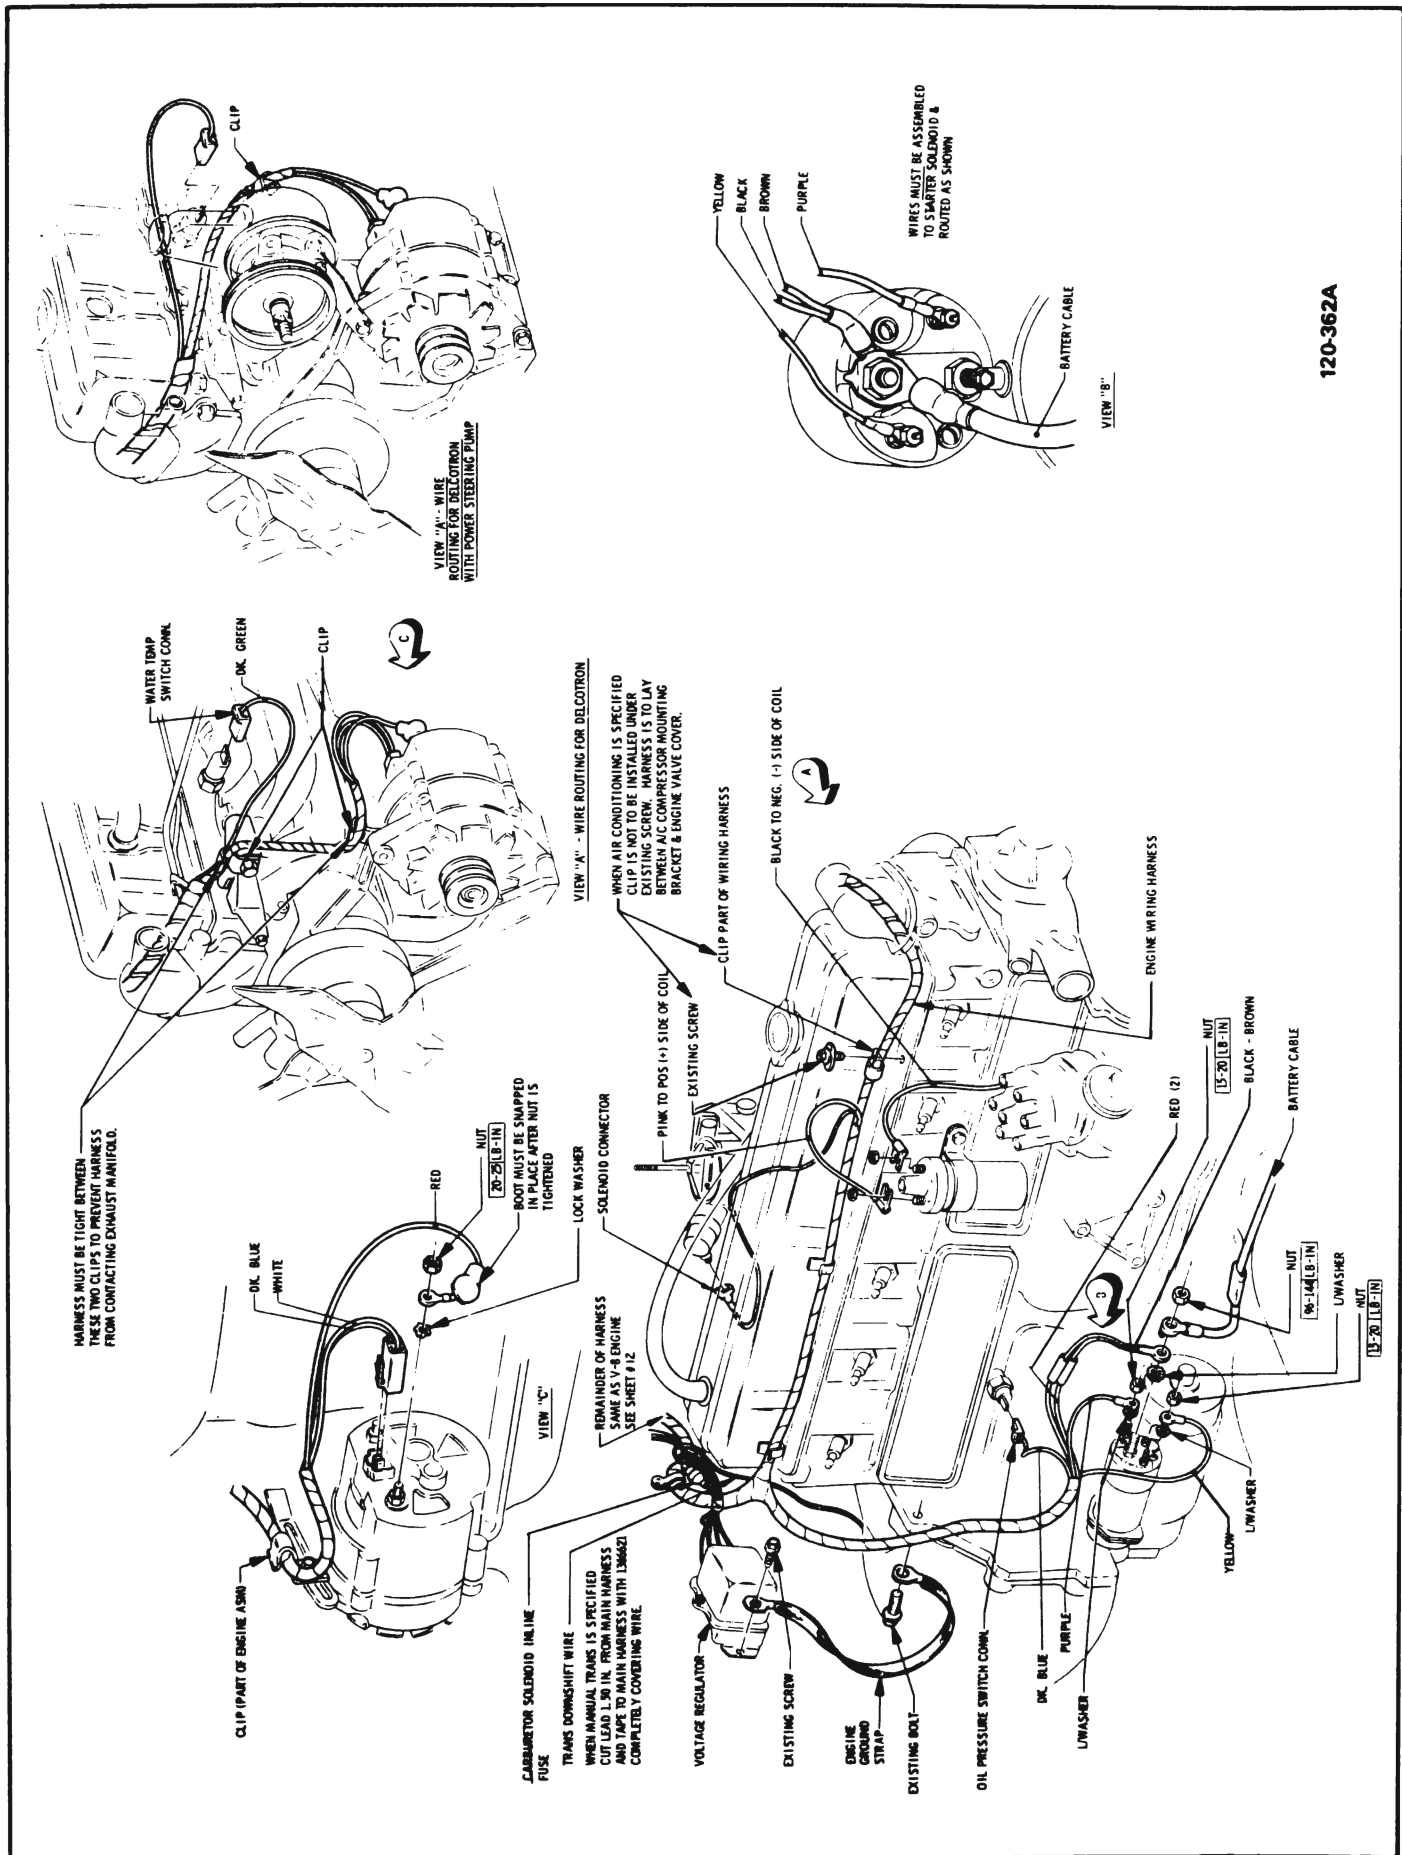 HARNESS MUST BE TIGHT BETWEEN
THESE TWO CLIPS TO PREVENT HARNESS
FROM CONTACTING EXHAUST MANIFOLD.
WATER TEMP
SWITCH CONN.
DK. GREEN
CLIP
C
VIEW "A" - WIRE ROUTING FOR DELCOTRON
CLIP
VIEW "A" - WIRE
ROUTING FOR DELCOTRON
WITH POWER STEERING PUMP
CLIP (PART OF ENGINE ASM)
DK. BLUE
WHITE
RED
NUT
20-25 LB-IN
BOOT MUST BE SNAPPED
IN PLACE AFTER NUT IS
TIGHTENED
LOCK WASHER
VIEW "C"
SOLENOID CONNECTOR
REMAINDER OF HARNESS
SAME AS V-8 ENGINE
SEE SHEET #12
CARBURETOR SOLENOID INLINE
FUSE
TRANS DOWNSHIFT WIRE
WHEN MANUAL TRANS IS SPECIFIED
CUT LEAD 1.50 IN. FROM MAIN HARNESS
AND TAPE TO MAIN HARNESS WITH 1386621
COMPLETELY COVERING WIRE.
VOLTAGE REGULATOR
EXISTING SCREW
ENGINE
GROUND
STRAP
EXISTING BOLT
OIL PRESSURE SWITCH CONN.
DK. BLUE
PURPLE
L/WASHER
YELLOW
L/WASHER
PINK TO POS (+) SIDE OF COIL
EXISTING SCREW
WHEN AIR CONDITIONING IS SPECIFIED
CLIP IS NOT TO BE INSTALLED UNDER
EXISTING SCREW. HARNESS IS TO LAY
BETWEEN A/C COMPRESSOR MOUNTING
BRACKET & ENGINE VALVE COVER.
CLIP PART OF WIRING HARNESS
BLACK TO NEG. (-) SIDE OF COIL
A
ENGINE WIRING HARNESS
RED (2)
NUT
15-20 LB-IN
BLACK - BROWN
BATTERY CABLE
NUT
96-144 LB-IN
L/WASHER
NUT
15-20 LB-IN
YELLOW
BLACK
BROWN
PURPLE
WIRES MUST BE ASSEMBLED
TO STARTER SOLENOID &
ROUTED AS SHOWN
BATTERY CABLE
VIEW "B"
120-362A